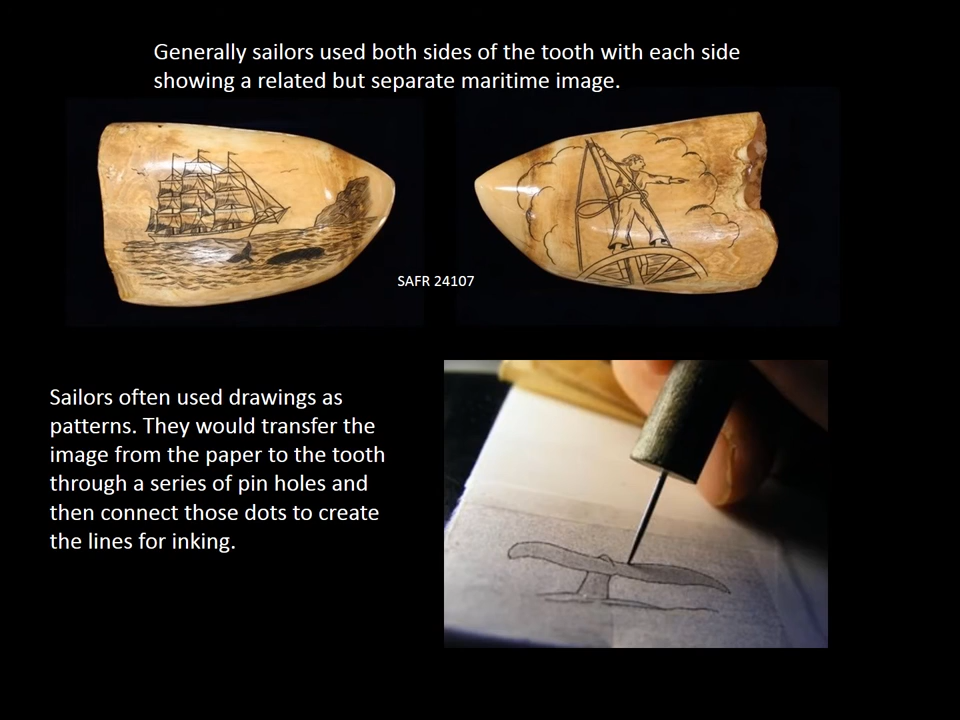 Generally sailors used both sides of the tooth with each side
showing a related but separate maritime image.
SAFR 24107
Sailors often used drawings as
patterns. They would transfer the
image from the paper to the tooth
through a series of pin holes and
then connect those dots to create
the lines for inking.